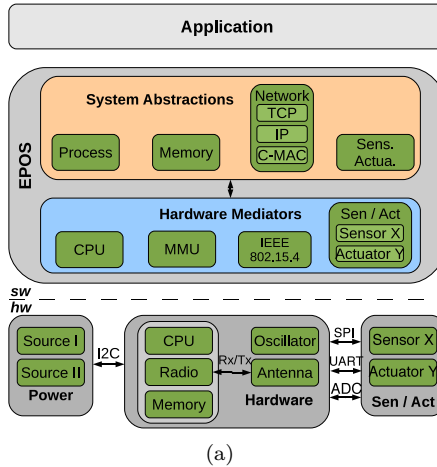 Application
EPOS
System Abstractions
Process
Memory
Network
TCP
IP
C-MAC
Sens.
Actua.
Hardware Mediators
CPU
MMU
IEEE
802.15.4
Sen / Act
Sensor X
Actuator Y
sw
hw
Source I
Source II
Power
I2C
CPU
Radio
Memory
Rx/Tx
Oscillator
Antenna
Hardware
SPI
UART
ADC
Sensor X
Actuator Y
Sen / Act
(a)